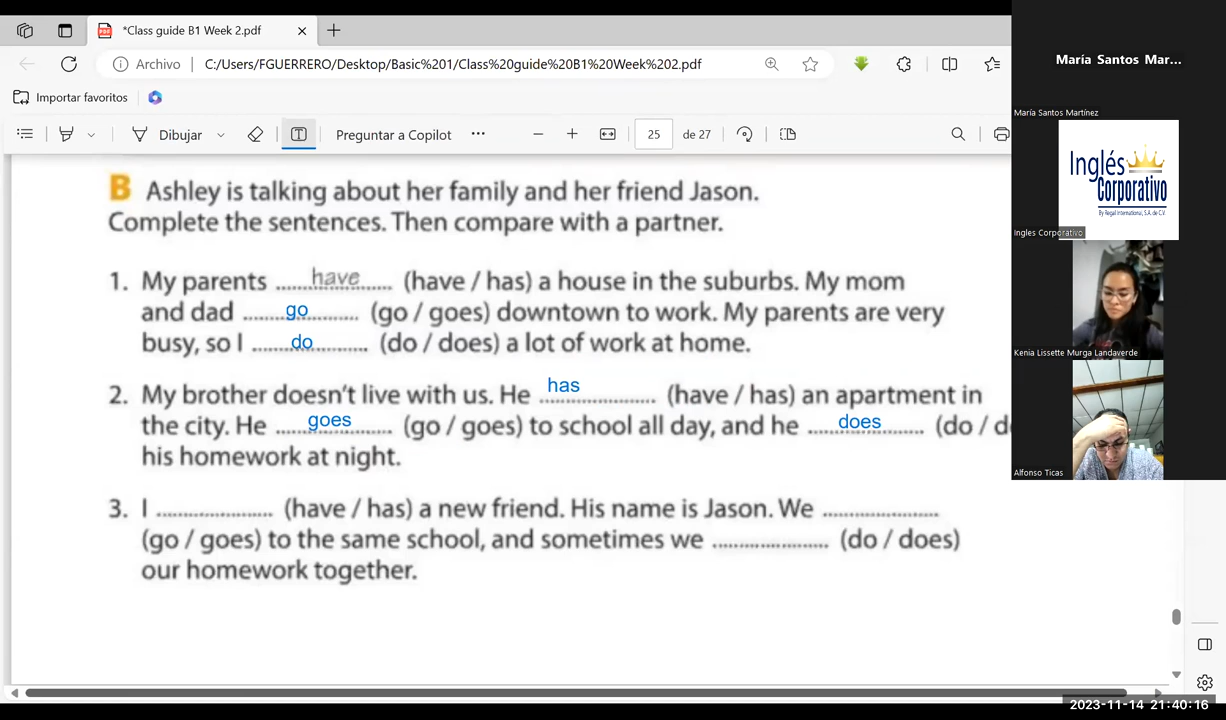 *Class guide B1 Week 2.pdf
María Santos Mar...
Archivo
C:/Users/FGUERRERO/Desktop/Basic%201/Class%20guide%20B1%20Week%202.pdf
Importar favoritos
María Santos Martínez
Dibujar
Preguntar a Copilot
25
de 27
Inglés
Corporativo
By Regal International, S.A. de C.V.
Ingles Corporativo
B Ashley is talking about her family and her friend Jason.
Complete the sentences. Then compare with a partner.
1. My parents ....have.... (have / has) a house in the suburbs. My mom
and dad ....go.... (go / goes) downtown to work. My parents are very
busy, so I ....do.... (do / does) a lot of work at home.
2. My brother doesn't live with us. He ....has.... (have / has) an apartment in
the city. He ....goes.... (go / goes) to school all day, and he ....does.... (do / d
his homework at night.
3. I .................... (have / has) a new friend. His name is Jason. We ....................
(go / goes) to the same school, and sometimes we .................... (do / does)
our homework together.
Kenia Lissette Murga Landaverde
Alfonso Ticas
2023-11-14 21:40:16